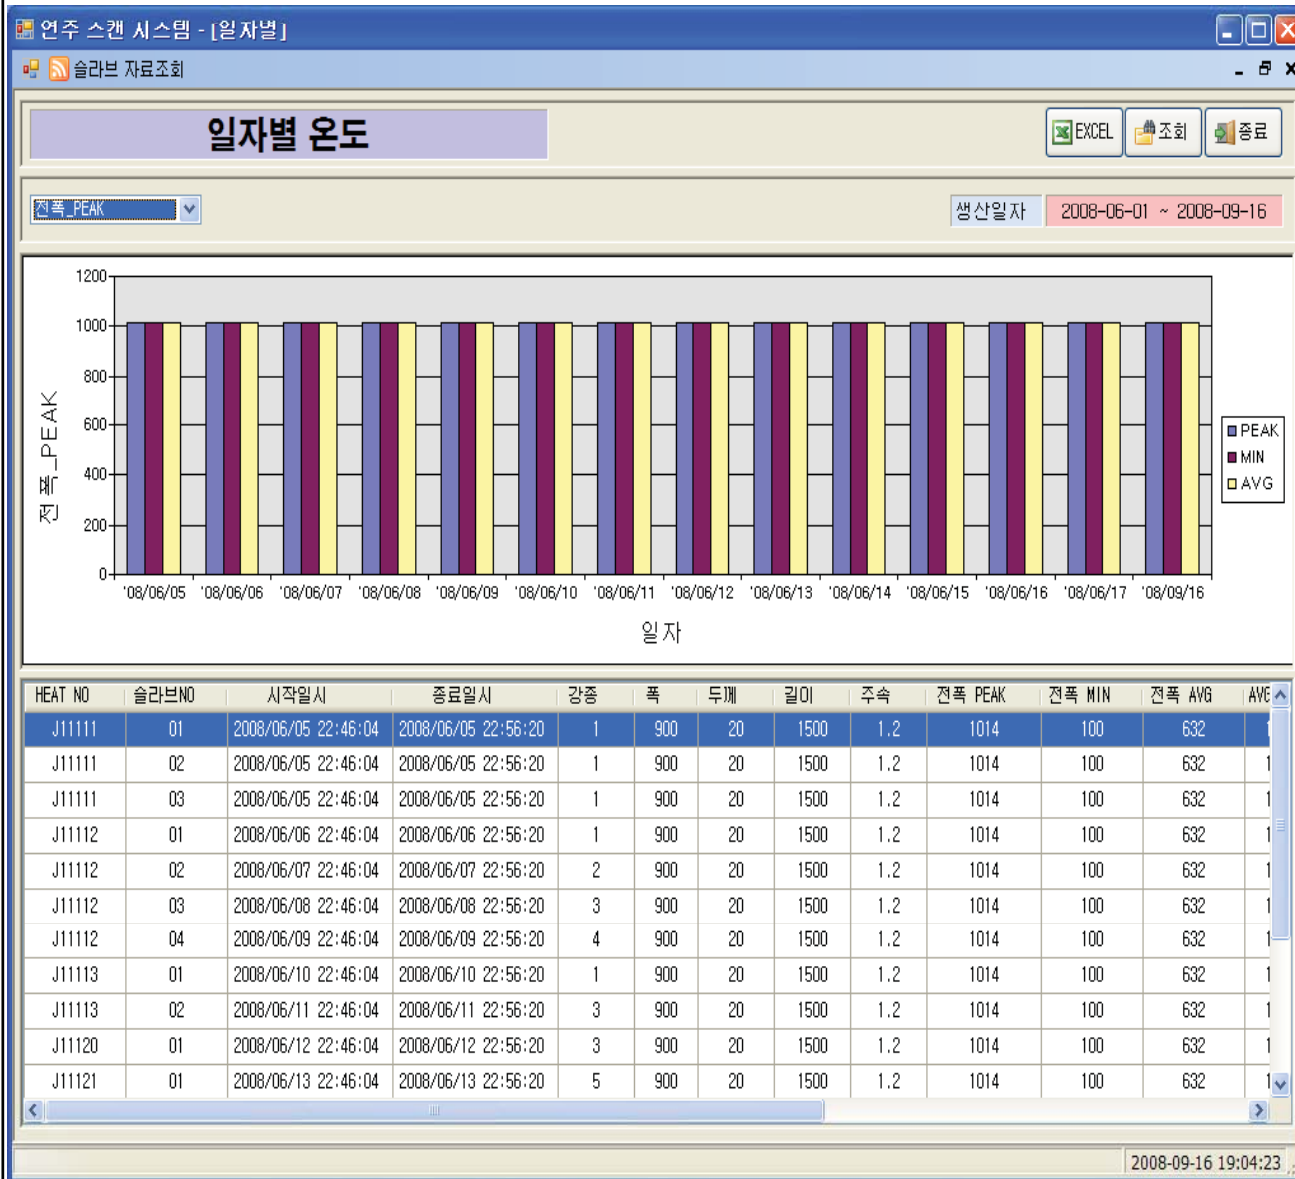 연주 스캔 시스템 - [일자별]
슬라브 자료조회
일자별 온도
EXCEL 조회 종료
전폭_PEAK 생산일자 2008-06-01 ~ 2008-09-16
1200
1000
800
600
400
200
0
전폭_PEAK
PEAK
MIN
AVG
'08/06/05 '08/06/06 '08/06/07 '08/06/08 '08/06/09 '08/06/10 '08/06/11 '08/06/12 '08/06/13 '08/06/14 '08/06/15 '08/06/16 '08/06/17 '08/09/16
일자
HEAT NO 슬라브NO 시작일시 종료일시 강종 폭 두께 길이 주속 전폭 PEAK 전폭 MIN 전폭 AVG AVG
J11111 01 2008/06/05 22:46:04 2008/06/05 22:56:20 1 900 20 1500 1.2 1014 100 632 1
J11111 02 2008/06/05 22:46:04 2008/06/05 22:56:20 1 900 20 1500 1.2 1014 100 632 1
J11111 03 2008/06/05 22:46:04 2008/06/05 22:56:20 1 900 20 1500 1.2 1014 100 632 1
J11112 01 2008/06/06 22:46:04 2008/06/06 22:56:20 1 900 20 1500 1.2 1014 100 632 1
J11112 02 2008/06/07 22:46:04 2008/06/07 22:56:20 2 900 20 1500 1.2 1014 100 632 1
J11112 03 2008/06/08 22:46:04 2008/06/08 22:56:20 3 900 20 1500 1.2 1014 100 632 1
J11112 04 2008/06/09 22:46:04 2008/06/09 22:56:20 4 900 20 1500 1.2 1014 100 632 1
J11113 01 2008/06/10 22:46:04 2008/06/10 22:56:20 1 900 20 1500 1.2 1014 100 632 1
J11113 02 2008/06/11 22:46:04 2008/06/11 22:56:20 3 900 20 1500 1.2 1014 100 632 1
J11120 01 2008/06/12 22:46:04 2008/06/12 22:56:20 3 900 20 1500 1.2 1014 100 632 1
J11121 01 2008/06/13 22:46:04 2008/06/13 22:56:20 5 900 20 1500 1.2 1014 100 632 1
2008-09-16 19:04:23